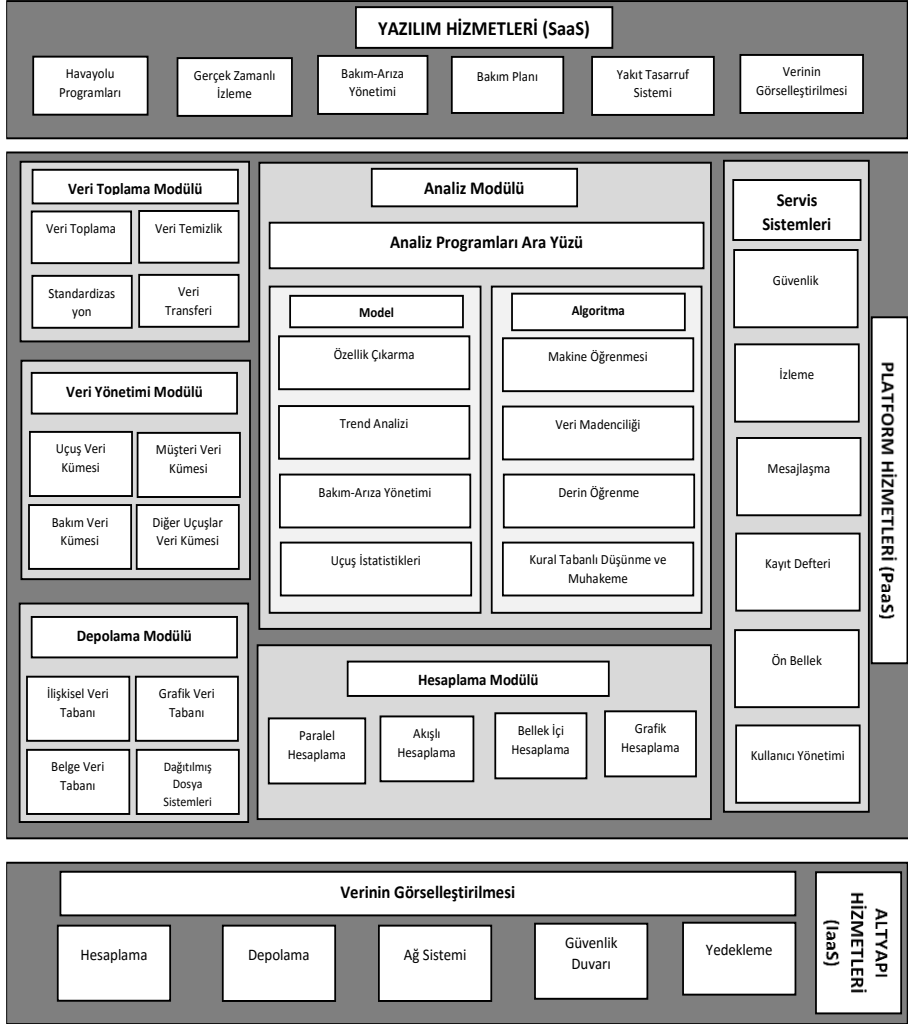 YAZILIM HİZMETLERİ (SaaS)
Havayolu
Programları
Gerçek Zamanlı
İzleme
Bakım-Arıza
Yönetimi
Bakım Planı
Yakıt Tasarruf
Sistemi
Verinin
Görselleştirilmesi
Veri Toplama Modülü
Veri Toplama
Veri Temizlik
Standardizas
yon
Veri
Transferi
Veri Yönetimi Modülü
Uçuş Veri
Kümesi
Müşteri Veri
Kümesi
Bakım Veri
Kümesi
Diğer Uçuşlar
Veri Kümesi
Depolama Modülü
İlişkisel Veri
Tabanı
Grafik Veri
Tabanı
Belge Veri
Tabanı
Dağıtılmış
Dosya
Sistemleri
Analiz Modülü
Analiz Programları Ara Yüzü
Model
Özellik Çıkarma
Trend Analizi
Bakım-Arıza Yönetimi
Uçuş İstatistikleri
Algoritma
Makine Öğrenmesi
Veri Madenciliği
Derin Öğrenme
Kural Tabanlı Düşünme ve
Muhakeme
Hesaplama Modülü
Paralel
Hesaplama
Akışlı
Hesaplama
Bellek İçi
Hesaplama
Grafik
Hesaplama
Servis
Sistemleri
Güvenlik
İzleme
Mesajlaşma
Kayıt Defteri
Ön Bellek
Kullanıcı Yönetimi
PLATFORM HİZMETLERİ (PaaS)
Verinin Görselleştirilmesi
Hesaplama
Depolama
Ağ Sistemi
Güvenlik
Duvarı
Yedekleme
ALTYAPI
HİZMETLERİ
(IaaS)